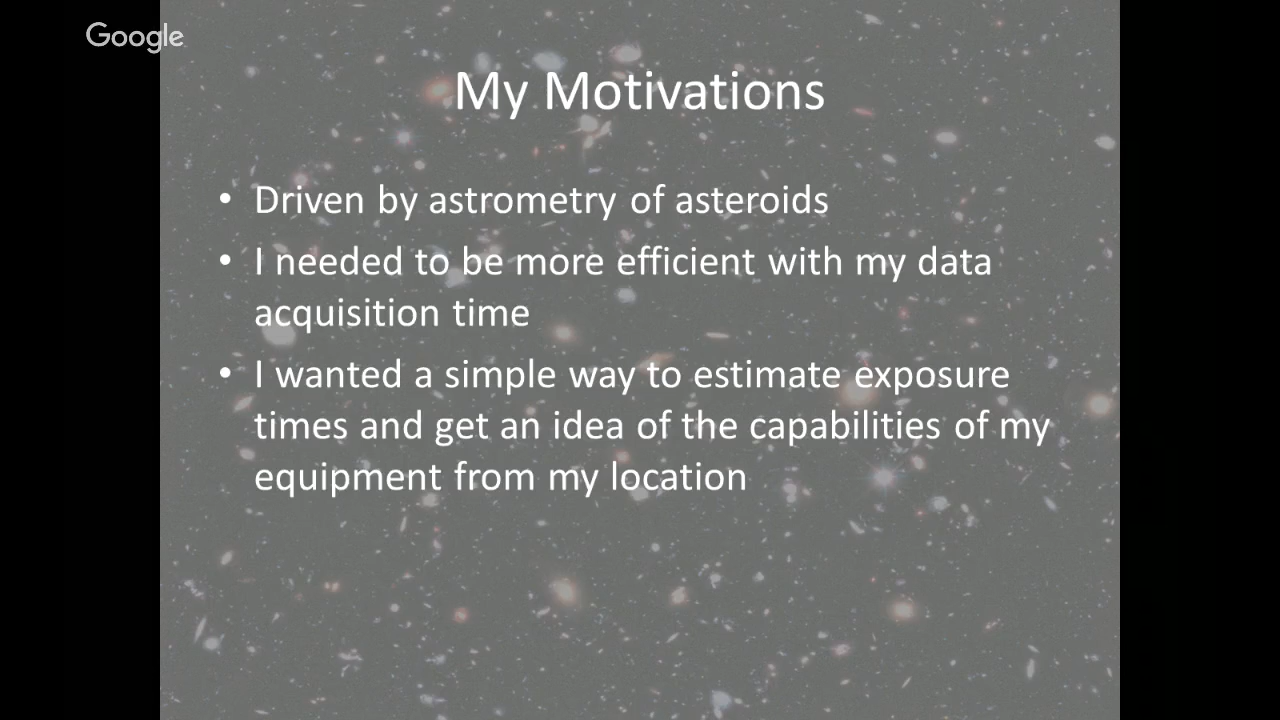 Google
My Motivations
• Driven by astrometry of asteroids
• I needed to be more efficient with my data
acquisition time
• I wanted a simple way to estimate exposure
times and get an idea of the capabilities of my
equipment from my location